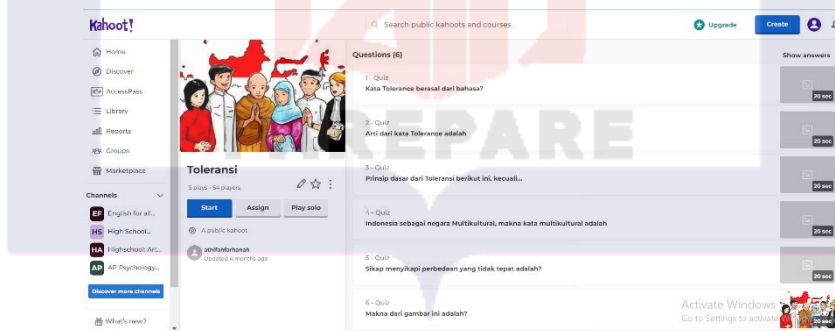 Kahoot!
Search public kahoots and courses
Upgrade
Create
Home
Discover
AccessPass
Library
Reports
Groups
Marketplace
Channels
EF English for all...
HS High School...
HA Highschool: Art...
AP AP Psychology...
Discover more channels
What's new?
Toleransi
5 plays · 64 players
Start Assign Play solo
A public kahoot
athifahfarhanah
Updated 4 months ago
Questions (6)
Show answers
1 - Quiz
Kata Tolerance berasal dari bahasa?
20 sec
2 - Quiz
Arti dari kata Tolerance adalah
20 sec
3 - Quiz
Prinsip dasar dari Toleransi berikut ini, kecuali...
20 sec
4 - Quiz
Indonesia sebagai negara Multikultural, makna kata multikultural adalah
20 sec
5 - Quiz
Sikap menyikapi perbedaan yang tidak tepat adalah?
20 sec
6 - Quiz
Makna dari gambar ini adalah?
20 sec
Activate Windows
Go to Settings to activate
PAREPARE